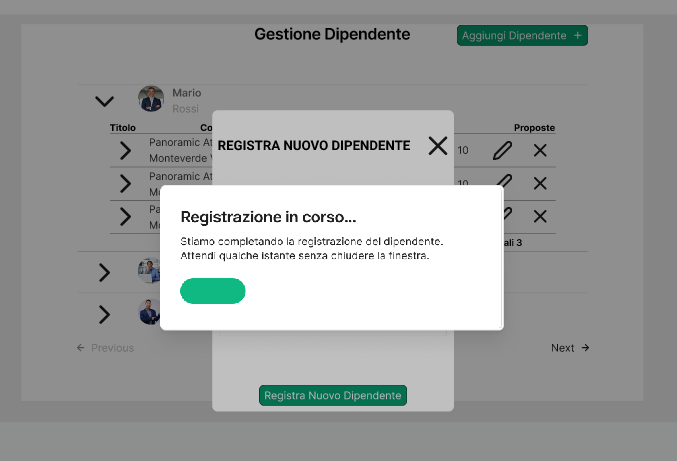 Gestione Dipendente
Aggiungi Dipendente +
Mario
Rossi
Titolo
Co
Proposte
REGISTRA NUOVO DIPENDENTE
Panoramic At
Monteverde V
10
Panoramic At
Mo
10
Pa
Mo
Registrazione in corso...
Stiamo completando la registrazione del dipendente.
Attendi qualche istante senza chiudere la finestra.
ali 3
Previous
Next
Registra Nuovo Dipendente